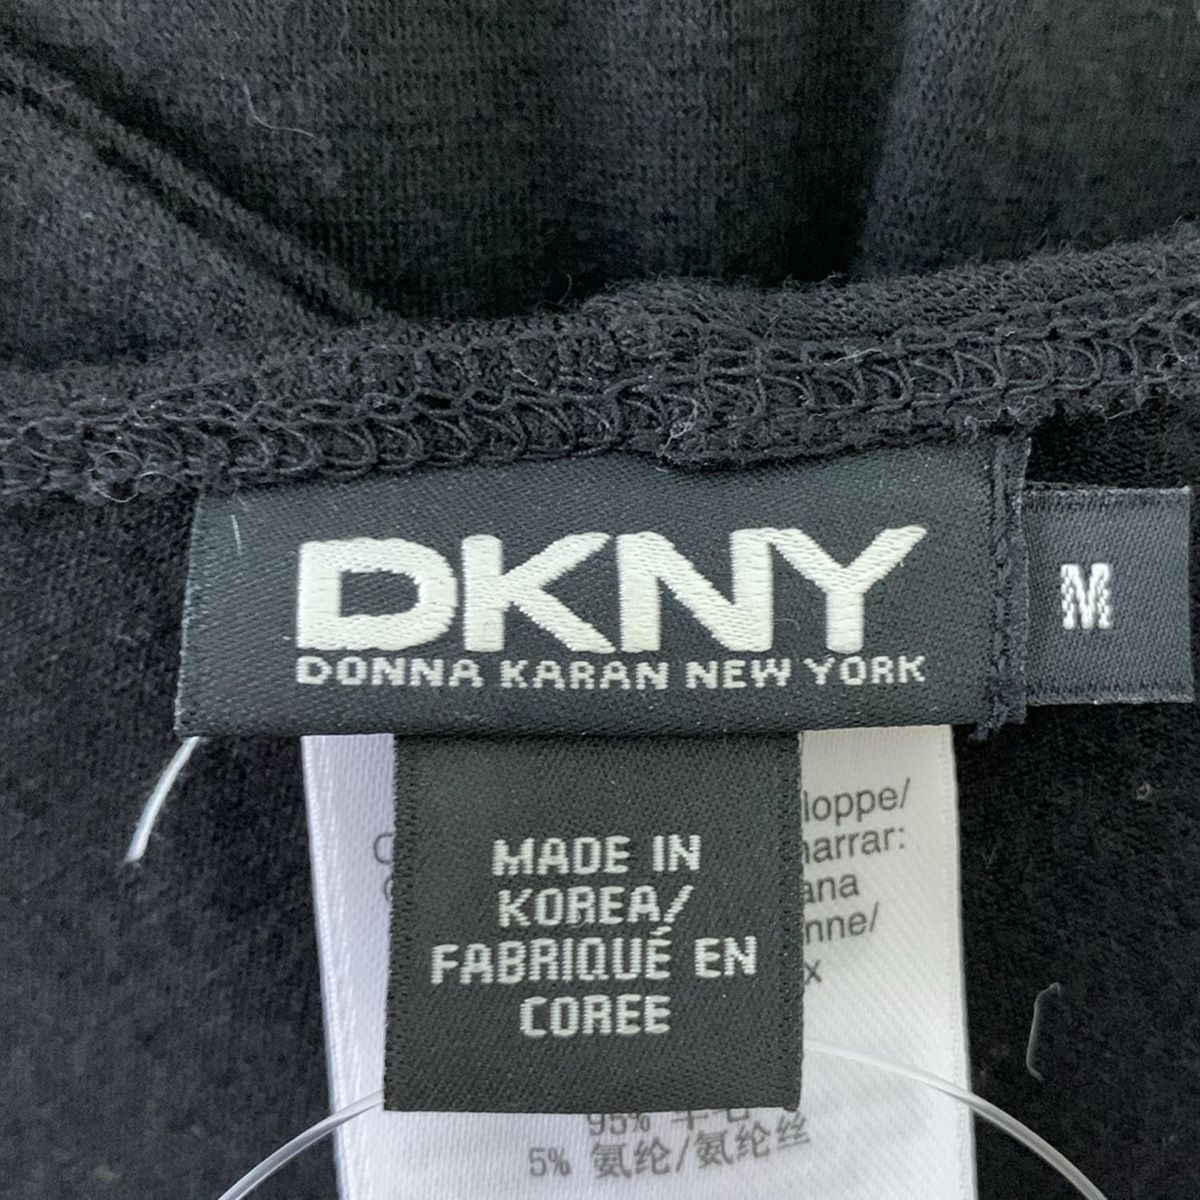 DKNY
DONNA KARAN NEW YORK
M
MADE IN
KOREA/
FABRIQUÉ EN
COREE
loppe/
narrar:
ana
nne/
x
95%
5% 氨纶/氨纶丝